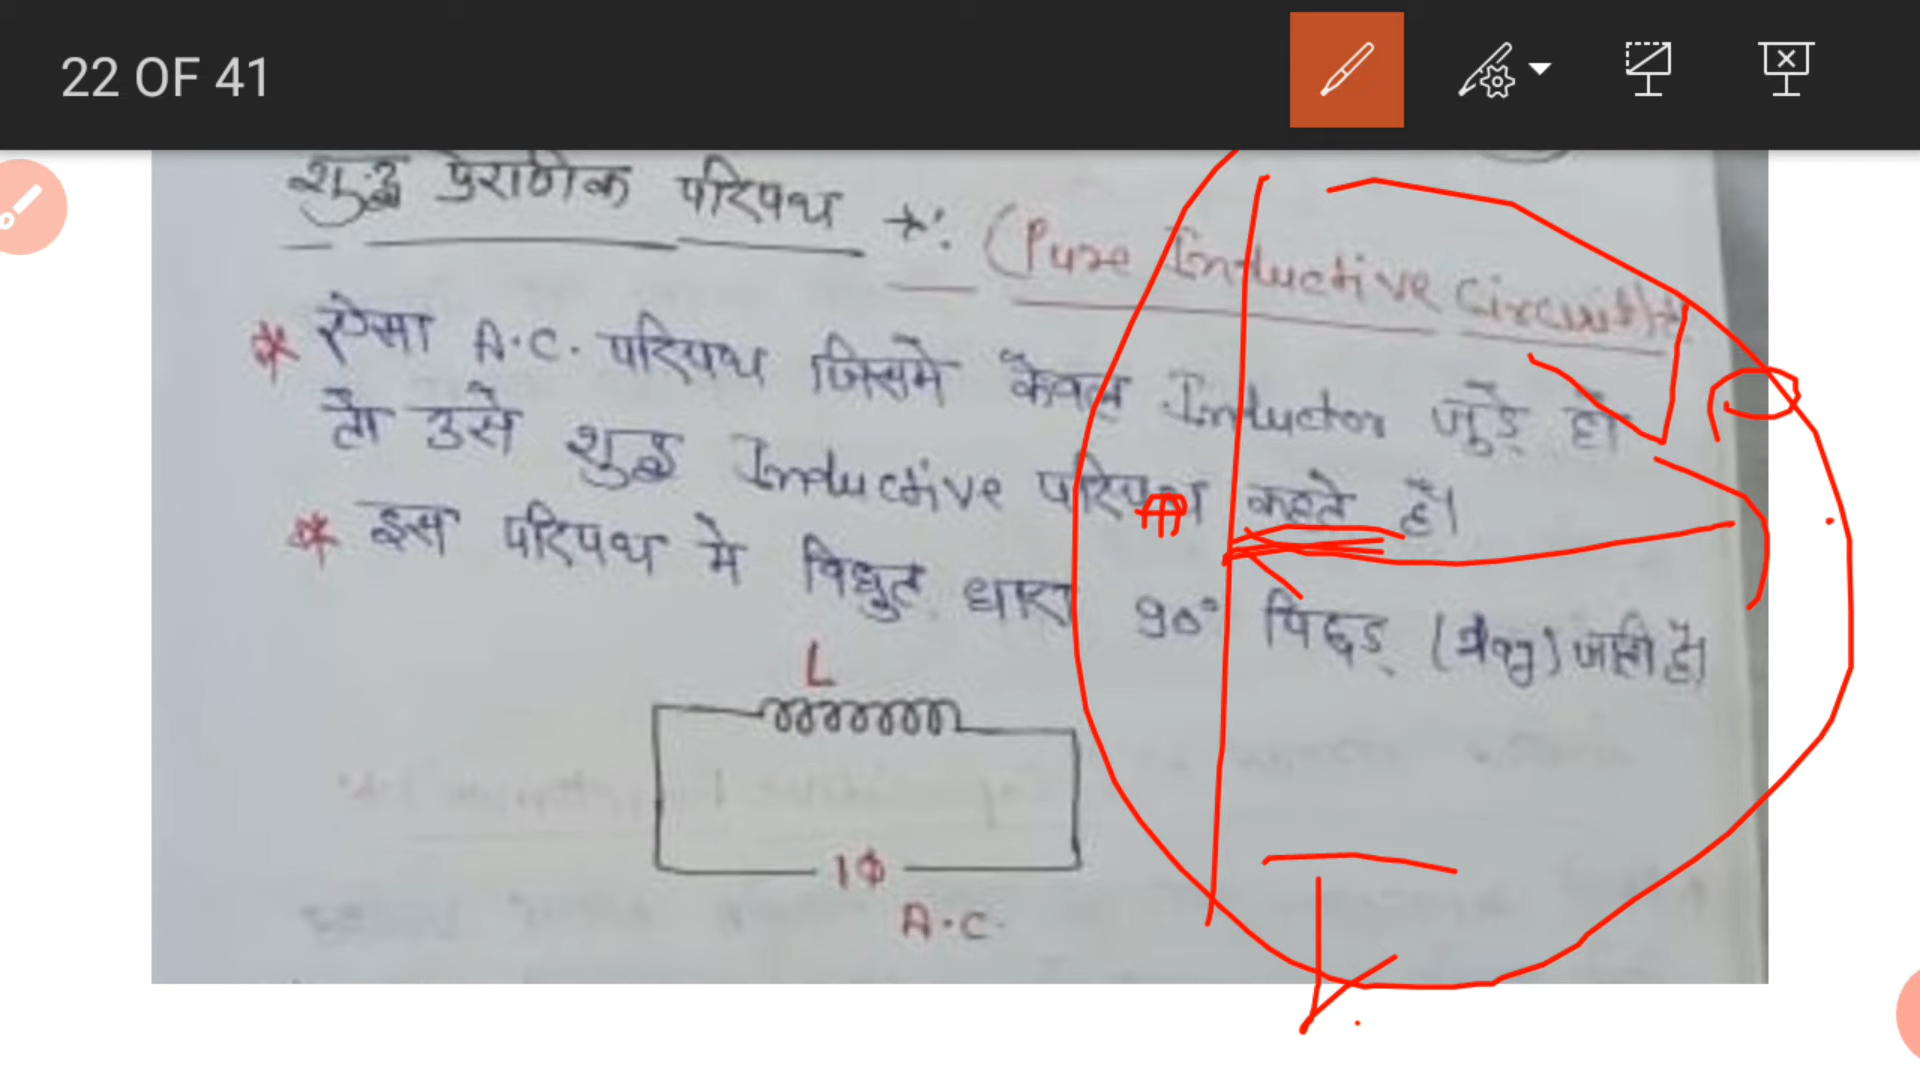 22 OF 41
शुद्ध प्रेरणिक परिपथ →: (Pure Inductive Circuit)
* ऐसा A.C. परिपथ जिसमे केवल Inductor जुड़े हो
तो उसे शुद्ध Inductive परिपथ कहते है।
* इस परिपथ मे विधुत धारा 90° पिछड़ (लैag) जाती है।
L
1Φ
A.C.